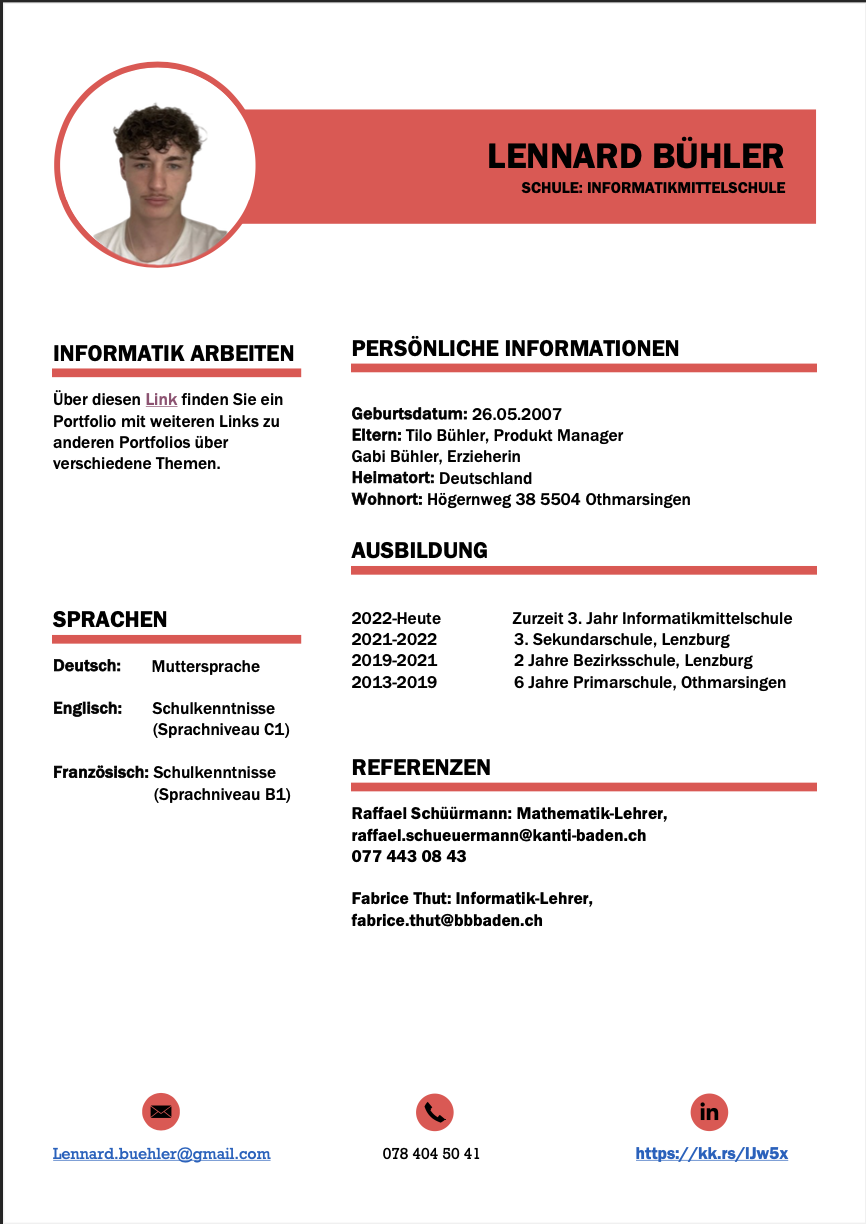 LENNARD BÜHLER
SCHULE: INFORMATIKMITTELSCHULE
INFORMATIK ARBEITEN
Über diesen Link finden Sie ein
Portfolio mit weiteren Links zu
anderen Portfolios über
verschiedene Themen.
SPRACHEN
Deutsch: Muttersprache
Englisch: Schulkenntnisse
(Sprachniveau C1)
Französisch: Schulkenntnisse
(Sprachniveau B1)
PERSÖNLICHE INFORMATIONEN
Geburtsdatum: 26.05.2007
Eltern: Tilo Bühler, Produkt Manager
Gabi Bühler, Erzieherin
Heimatort: Deutschland
Wohnort: Högernweg 38 5504 Othmarsingen
AUSBILDUNG
2022-Heute Zurzeit 3. Jahr Informatikmittelschule
2021-2022 3. Sekundarschule, Lenzburg
2019-2021 2 Jahre Bezirksschule, Lenzburg
2013-2019 6 Jahre Primarschule, Othmarsingen
REFERENZEN
Raffael Schüürmann: Mathematik-Lehrer,
raffael.schueuermann@kanti-baden.ch
077 443 08 43
Fabrice Thut: Informatik-Lehrer,
fabrice.thut@bbbaden.ch
in
Lennard.buehler@gmail.com
078 404 50 41
https://kk.rs/lJw5x